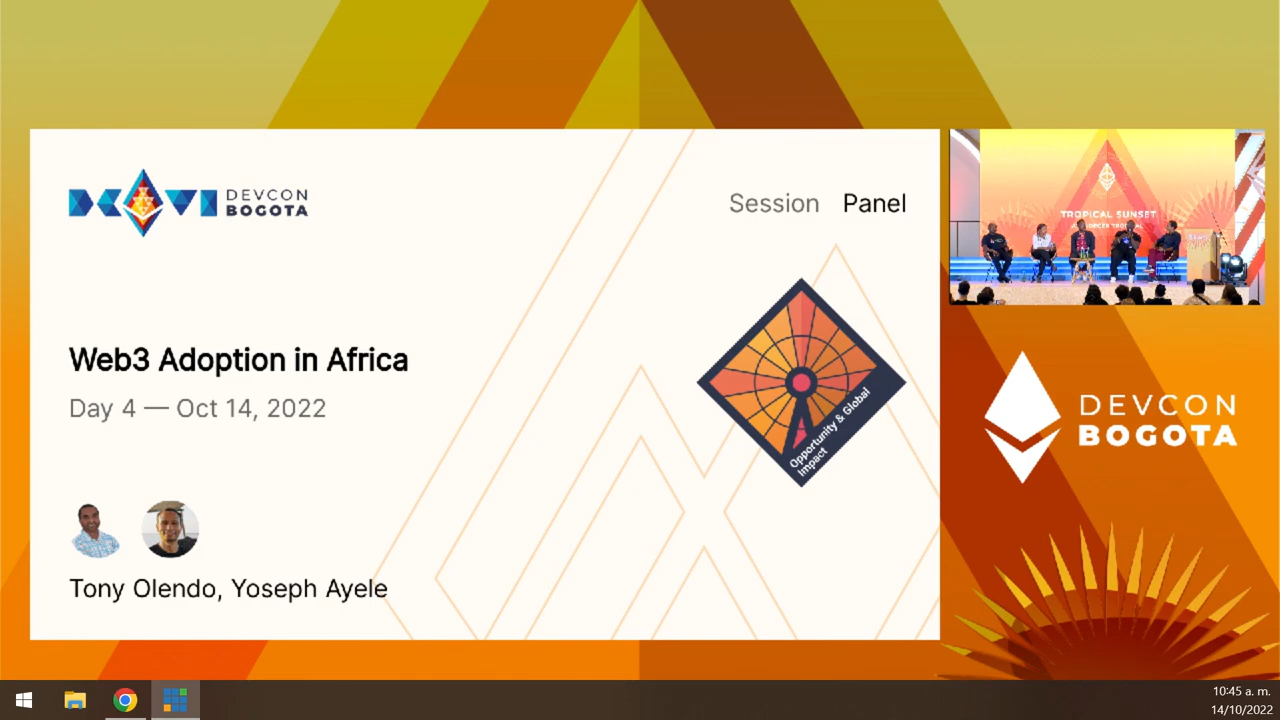 DEVCON
BOGOTA
Session Panel
Web3 Adoption in Africa
Day 4 — Oct 14, 2022
Opportunity & Global
Impact
Tony Olendo, Yoseph Ayele
TROPICAL SUNSET
DEVCON
BOGOTA
10:45 a. m.
14/10/2022